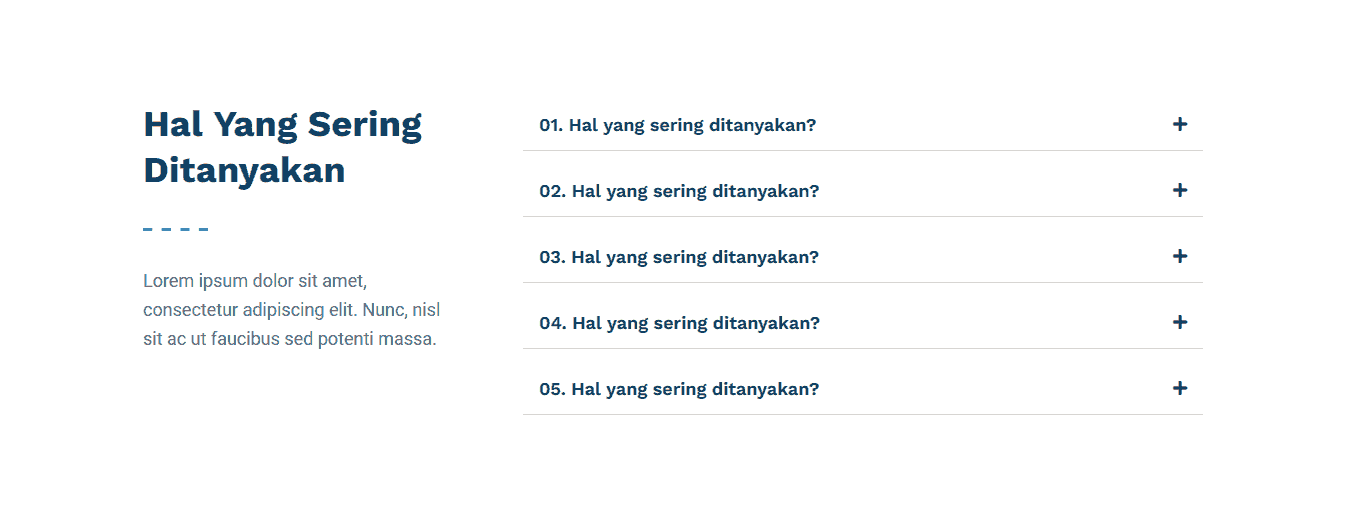 Hal Yang Sering
Ditanyakan
Lorem ipsum dolor sit amet,
consectetur adipiscing elit. Nunc, nisl
sit ac ut faucibus sed potenti massa.
01. Hal yang sering ditanyakan?
02. Hal yang sering ditanyakan?
03. Hal yang sering ditanyakan?
04. Hal yang sering ditanyakan?
05. Hal yang sering ditanyakan?